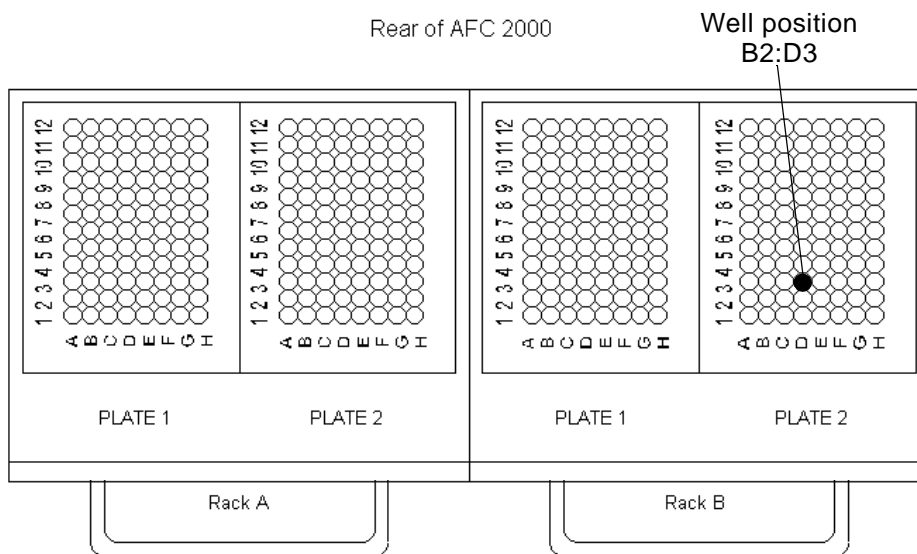 Rear of AFC 2000
Well position
B2:D3
1 2 3 4 5 6 7 8 9 10 11 12
A B C D E F G H
1 2 3 4 5 6 7 8 9 10 11 12
A B C D E F G H
1 2 3 4 5 6 7 8 9 10 11 12
A B C D E F G H
1 2 3 4 5 6 7 8 9 10 11 12
A B C D E F G H
PLATE 1
PLATE 2
PLATE 1
PLATE 2
Rack A
Rack B